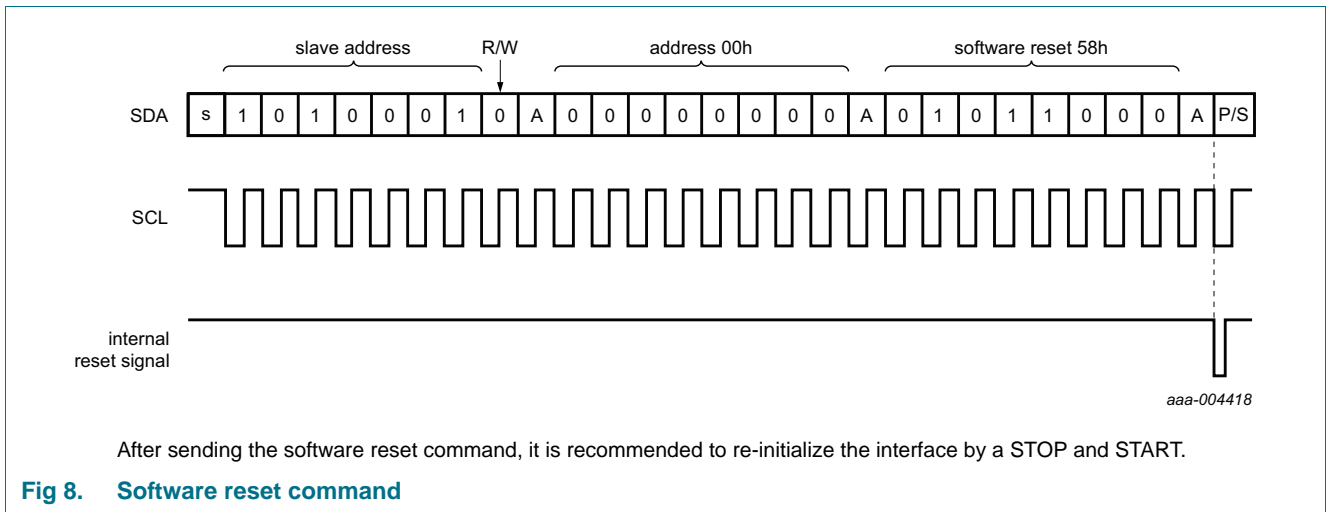 slave address R/W address 00h software reset 58h
SDA s 1 0 1 0 0 0 1 0 A 0 0 0 0 0 0 0 0 A 0 1 0 1 1 0 0 0 A P/S
SCL
internal
reset signal
aaa-004418
After sending the software reset command, it is recommended to re-initialize the interface by a STOP and START.
Fig 8. Software reset command